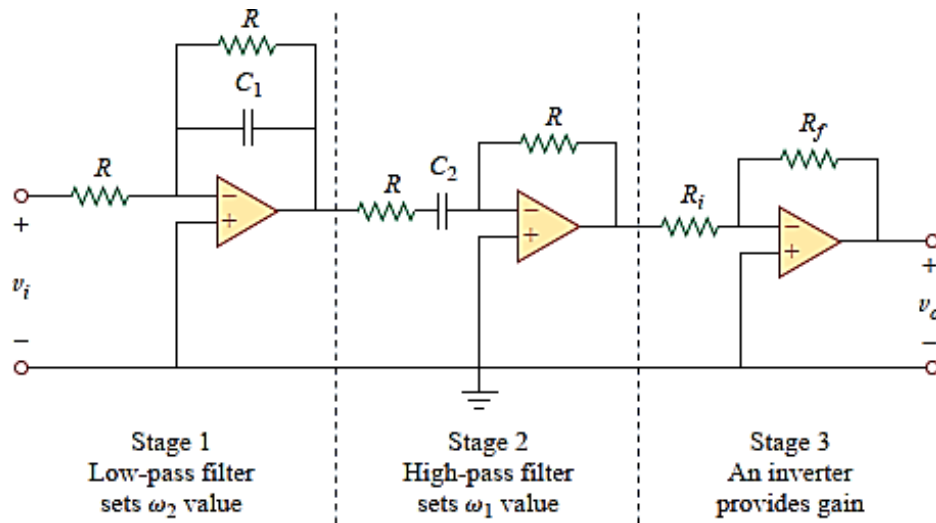 R
C1
R
R
C2
R
Ri
Rf
−
+
−
+
−
+
+
vi
−
+
vo
−
Stage 1
Low-pass filter
sets ω2 value
Stage 2
High-pass filter
sets ω1 value
Stage 3
An inverter
provides gain